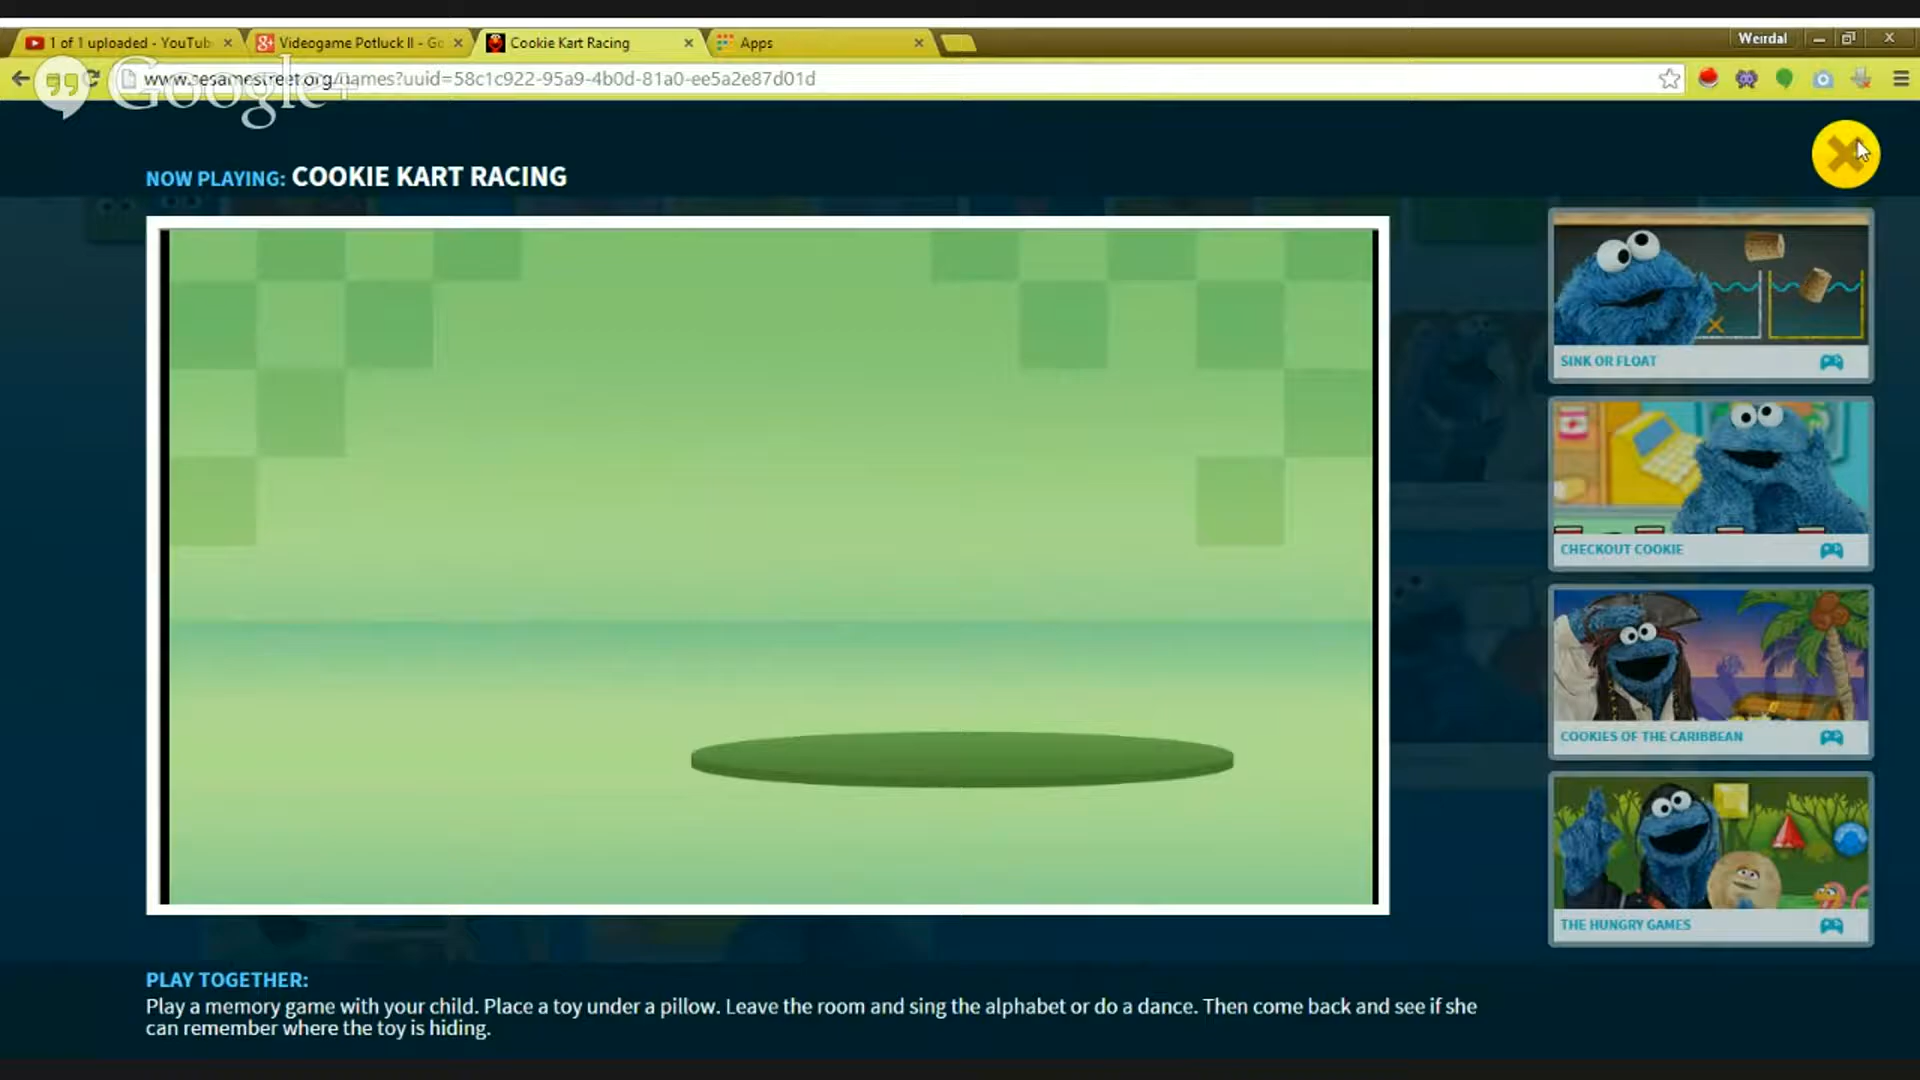 1 of 1 uploaded - YouTub
Videogame Potluck II - Go
Cookie Kart Racing
Apps
Weirdal
www.sesamestreet.org/games?uuid=58c1c922-95a9-4b0d-81a0-ee5a2e87d01d
Google+
NOW PLAYING: COOKIE KART RACING
SINK OR FLOAT
CHECKOUT COOKIE
COOKIES OF THE CARIBBEAN
THE HUNGRY GAMES
PLAY TOGETHER:
Play a memory game with your child. Place a toy under a pillow. Leave the room and sing the alphabet or do a dance. Then come back and see if she
can remember where the toy is hiding.